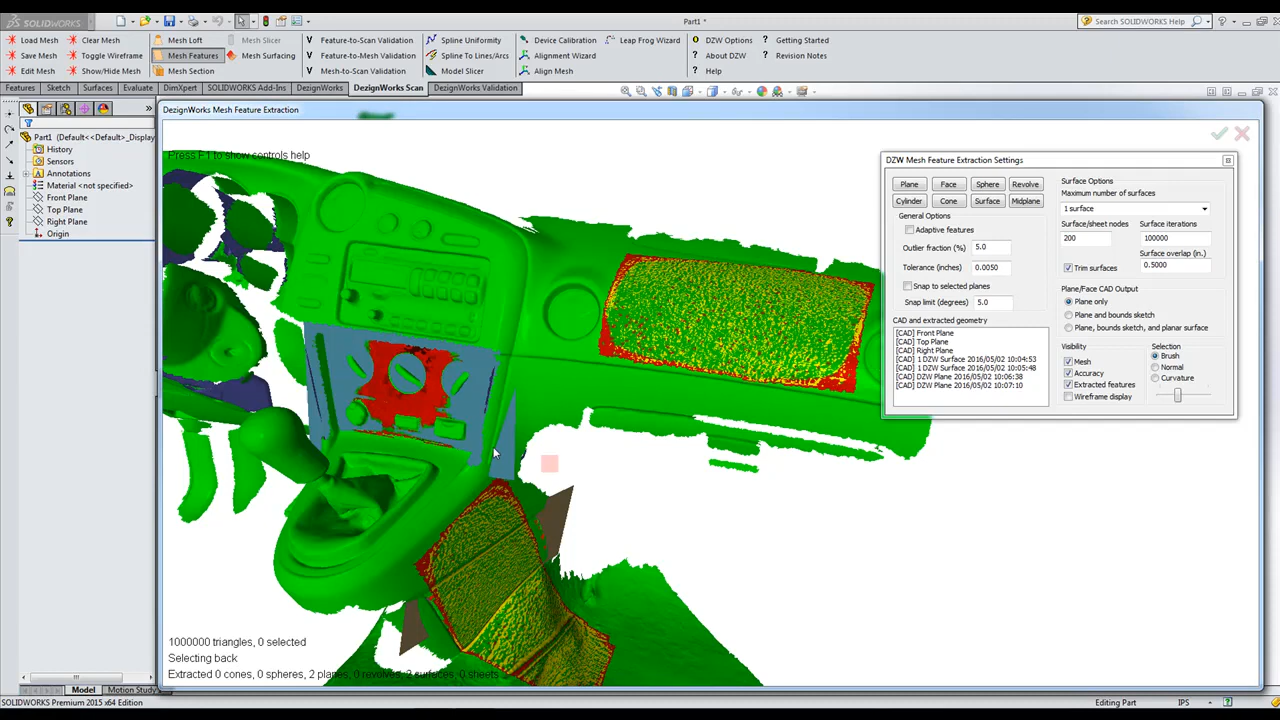 SOLIDWORKS
Part1 *
Search SOLIDWORKS Help
Load Mesh
Clear Mesh
Mesh Loft
Mesh Slicer
Feature-to-Scan Validation
Spline Uniformity
Device Calibration
Leap Frog Wizard
DZW Options
Getting Started
Save Mesh
Toggle Wireframe
Mesh Features
Mesh Surfacing
Feature-to-Mesh Validation
Spline To Lines/Arcs
Alignment Wizard
About DZW
Revision Notes
Edit Mesh
Show/Hide Mesh
Mesh Section
Mesh-to-Scan Validation
Model Slicer
Align Mesh
Help
Features
Sketch
Surfaces
Evaluate
DimXpert
SOLIDWORKS Add-Ins
DezignWorks
DezignWorks Scan
DezignWorks Validation
Part1 (Default<<Default>_Display
History
Sensors
Annotations
Material <not specified>
Front Plane
Top Plane
Right Plane
Origin
DezignWorks Mesh Feature Extraction
Press F1 to show controls help
DZW Mesh Feature Extraction Settings
Plane
Face
Sphere
Revolve
Cylinder
Cone
Surface
Midplane
General Options
Adaptive features
Outlier fraction (%)
5.0
Tolerance (inches)
0.0050
Snap to selected planes
Snap limit (degrees)
5.0
CAD and extracted geometry
[CAD] Front Plane
[CAD] Top Plane
[CAD] Right Plane
[CAD] 1 DZW Surface 2016/05/02 10:04:53
[CAD] 1 DZW Surface 2016/05/02 10:05:48
[CAD] DZW Plane 2016/05/02 10:06:38
[CAD] DZW Plane 2016/05/02 10:07:10
Surface Options
Maximum number of surfaces
1 surface
Surface/sheet nodes
Surface iterations
200
100000
Surface overlap (in.)
Trim surfaces
0.5000
Plane/Face CAD Output
Plane only
Plane and bounds sketch
Plane, bounds sketch, and planar surface
Visibility
Mesh
Accuracy
Extracted features
Wireframe display
Selection
Brush
Normal
Curvature
1000000 triangles, 0 selected
Selecting back
Extracted 0 cones, 0 spheres, 2 planes, 0 revolves, 2 surfaces, 0 sheets
Model
Motion Study
SOLIDWORKS Premium 2015 x64 Edition
Editing Part
IPS